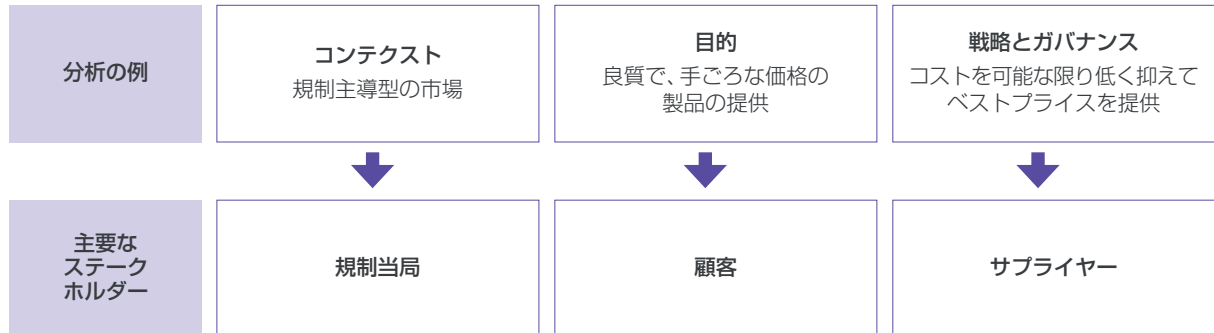 分析の例
コンテクスト
規制主導型の市場
目的
良質で、手ごろな価格の
製品の提供
戦略とガバナンス
コストを可能な限り低く抑えて
ベストプライスを提供
主要な
ステーク
ホルダー
規制当局
顧客
サプライヤー